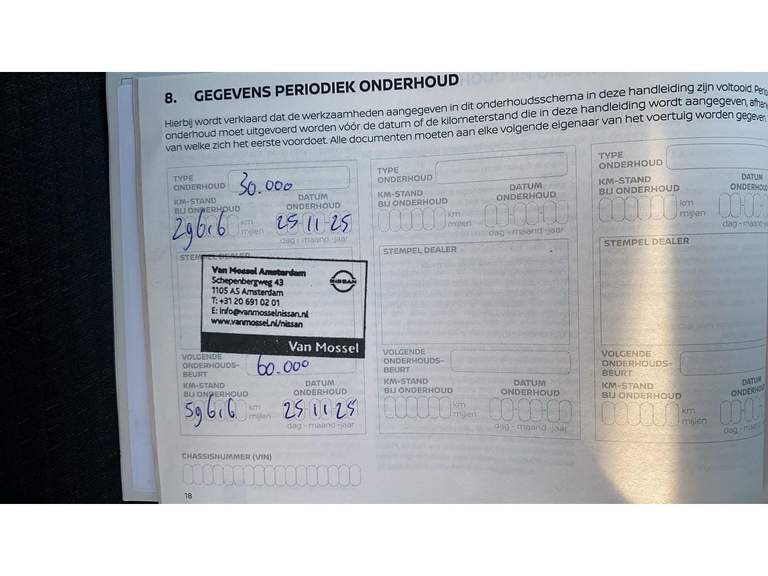 8. GEGEVENS PERIODIEK ONDERHOUD
Hierbij wordt verklaard dat de werkzaamheden aangegeven in dit onderhoudsschema in deze handleiding zijn voltooid.
onderhoud moet uitgevoerd worden vóór de datum of de kilometerstand die in deze handleiding wordt aangegeven,
van welke zich het eerste voordoet. Alle documenten moeten aan elke volgende eigenaar van het voertuig worden gegeven.
TYPE
ONDERHOUD 30.000
KM-STAND
BIJ ONDERHOUD
DATUM
ONDERHOUD
29616 km
mijlen
25 11 25
dag - maand - jaar
STEMPEL DEALER
Van Mossel Amsterdam
Schepenbergweg 43
1105 AS Amsterdam
T: +31 20 691 02 01
E: info@vanmosselnissan.nl
www.vanmossel.nl/nissan
NISSAN
Van Mossel
VOLGENDE
ONDERHOUDS-
BEURT 60.000
KM-STAND
BIJ ONDERHOUD
DATUM
ONDERHOUD
59616 km
mijlen
25 11 25
dag - maand - jaar
CHASSISNUMMER (VIN)
18
TYPE
ONDERHOUD
KM-STAND
BIJ ONDERHOUD
DATUM
ONDERHOUD
km
mijlen
dag - maand - jaar
STEMPEL DEALER
VOLGENDE
ONDERHOUDS-
BEURT
KM-STAND
BIJ ONDERHOUD
DATUM
ONDERHOUD
km
mijlen
dag - maand - jaar
TYPE
ONDERHOUD
KM-STAND
BIJ ONDERHOUD
DATUM
km
mijlen
STEMPEL DEALER
VOLGENDE
ONDERHOUDS-
BEURT
KM-STAND
BIJ ONDERHOUD
DATUM
km
mijlen